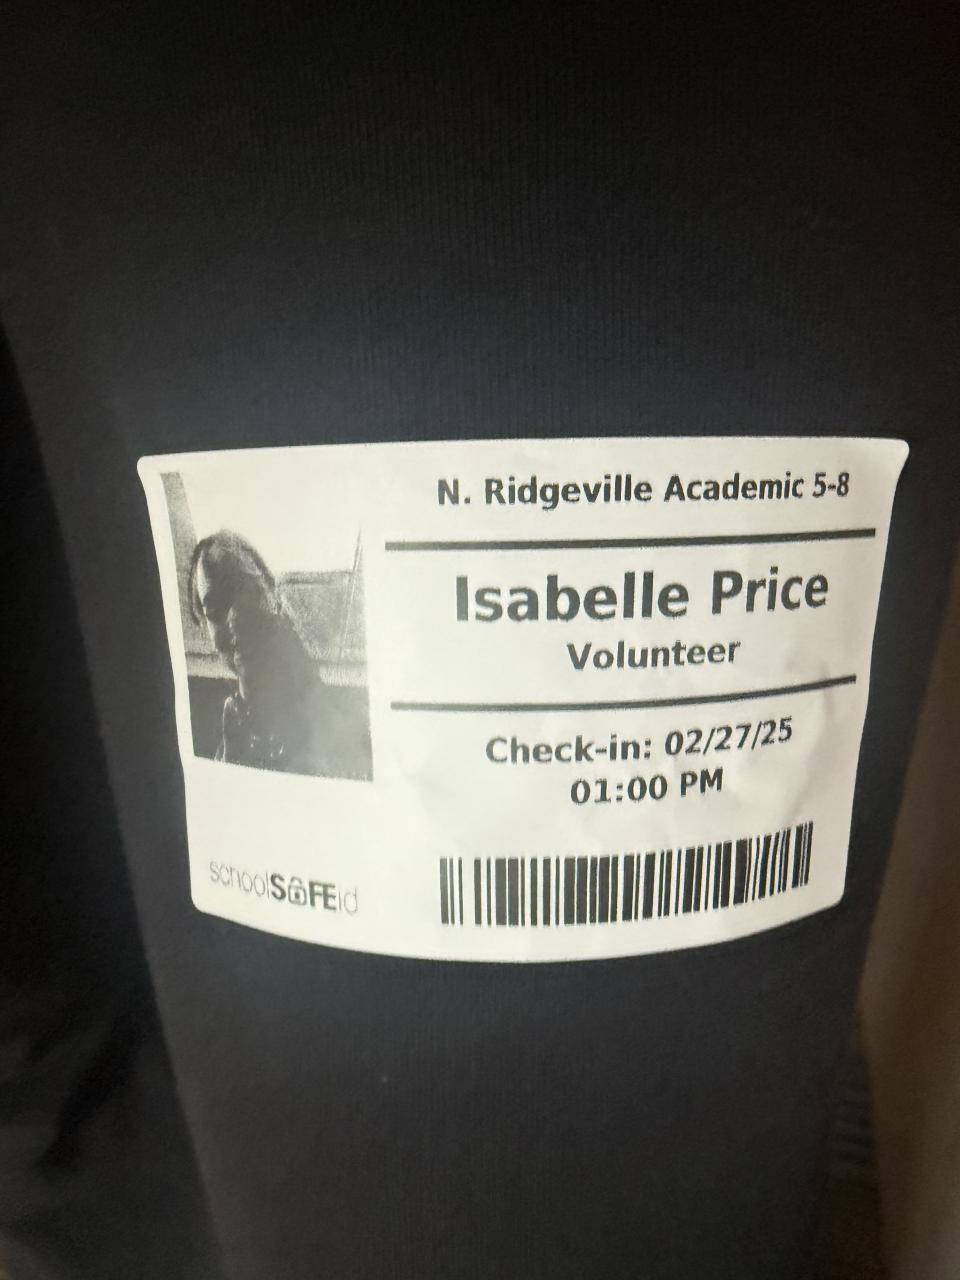 N. Ridgeville Academic 5-8
Isabelle Price
Volunteer
Check-in: 02/27/25
01:00 PM
schoolSAFEid